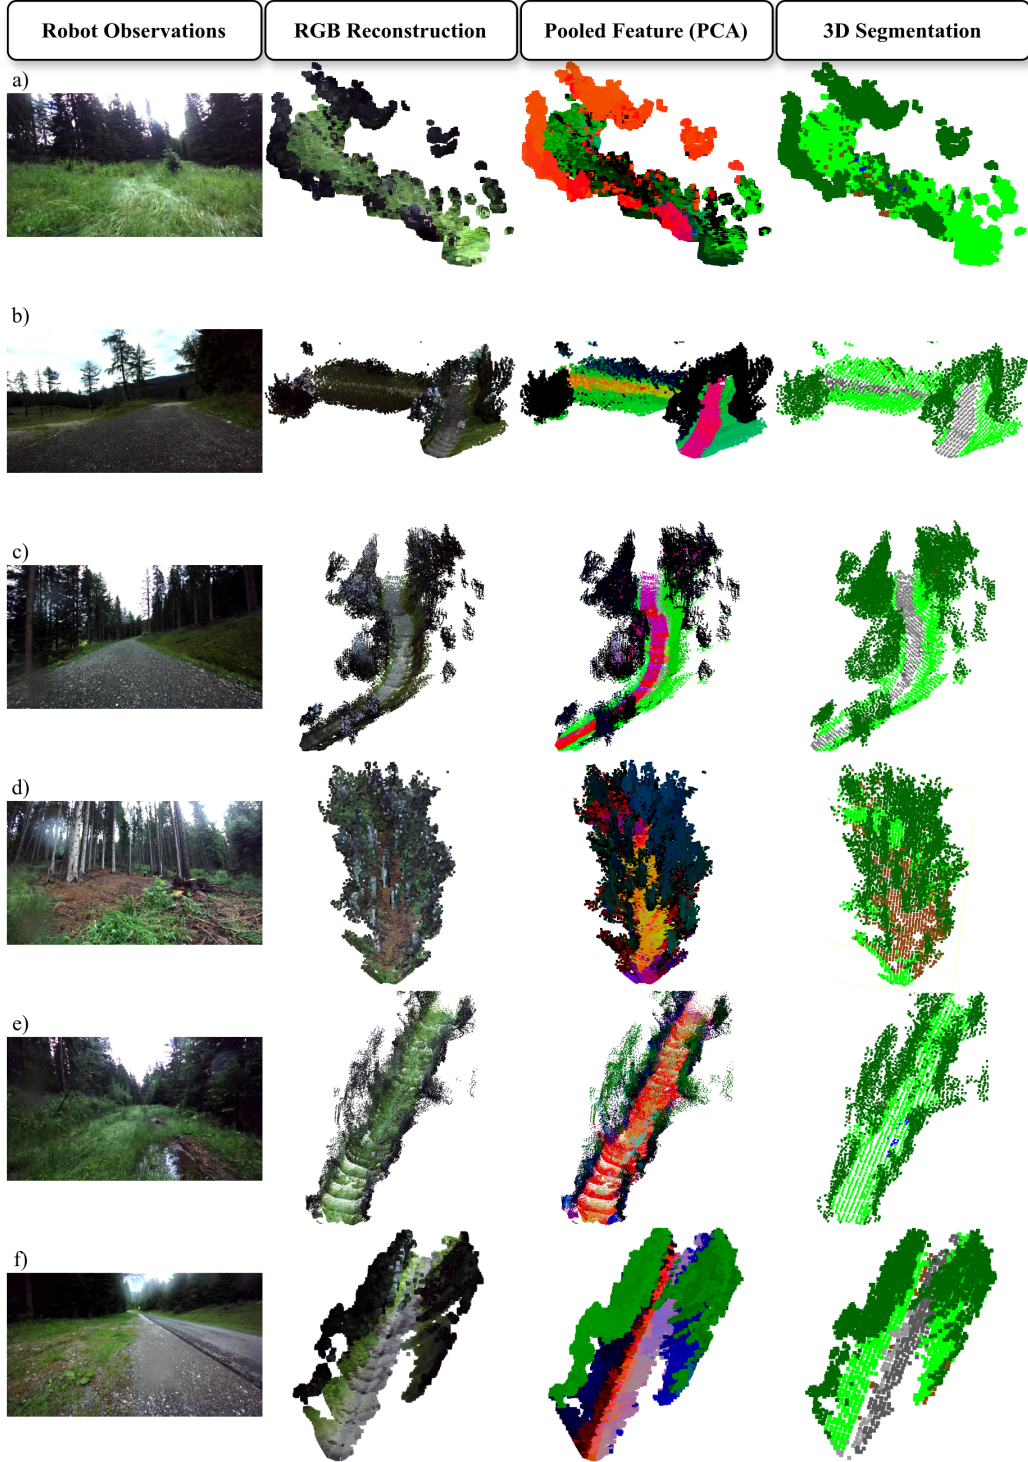 Robot Observations
RGB Reconstruction
Pooled Feature (PCA)
3D Segmentation
a)
b)
c)
d)
e)
f)